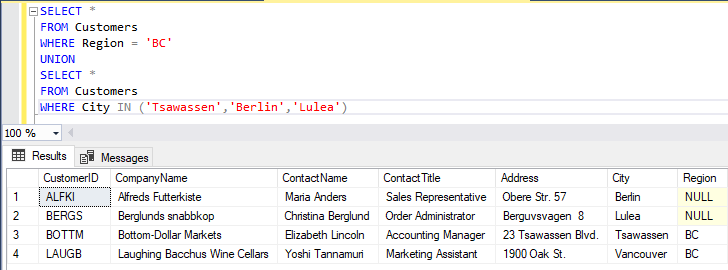 SELECT *
FROM Customers
WHERE Region = 'BC'
UNION
SELECT *
FROM Customers
WHERE City IN ('Tsawassen','Berlin','Lulea')
100 %
Results Messages
CustomerID CompanyName ContactName ContactTitle Address City Region
1 ALFKI Alfreds Futterkiste Maria Anders Sales Representative Obere Str. 57 Berlin NULL
2 BERGS Berglunds snabbkop Christina Berglund Order Administrator Berguvsvagen 8 Lulea NULL
3 BOTTM Bottom-Dollar Markets Elizabeth Lincoln Accounting Manager 23 Tsawassen Blvd. Tsawassen BC
4 LAUGB Laughing Bacchus Wine Cellars Yoshi Tannamuri Marketing Assistant 1900 Oak St. Vancouver BC